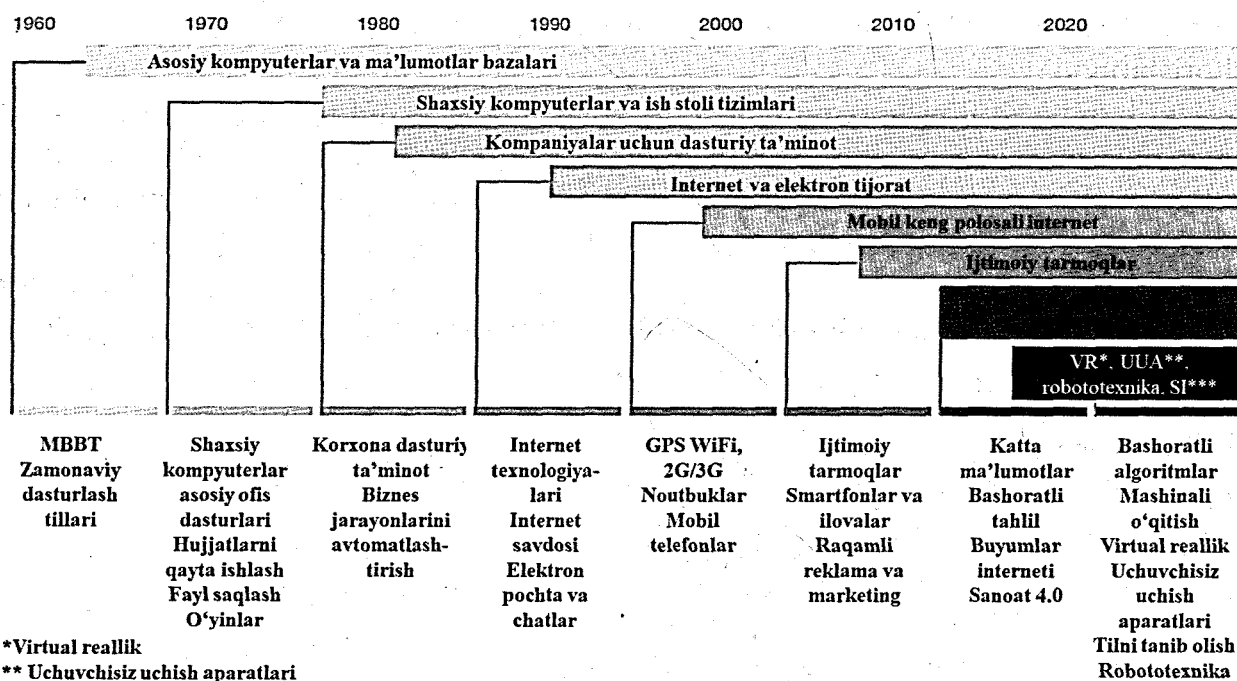 1960 1970 1980 1990 2000 2010 2020
Asosiy kompyuterlar va ma'lumotlar bazalari
Shaxsiy kompyuterlar va ish stoli tizimlari
Kompaniyalar uchun dasturiy ta'minot
Internet va elektron tijorat
Mobil keng polosali internet
Ijtimoiy tarmoqlar
VR*, UUA**,
robototexnika, SI***
MBBT
Zamonaviy
dasturlash
tillari
Shaxsiy
kompyuterlar
asosiy ofis
dasturlari
Hujjatlarni
qayta ishlash
Fayl saqlash
O‘yinlar
Korxona dasturiy
ta'minot
Biznes
jarayonlarini
avtomatlash-
tirish
Internet
texnologiya-
lari
Internet
savdosi
Elektron
pochta va
chatlar
GPS WiFi,
2G/3G
Noutbuklar
Mobil
telefonlar
Ijtimoiy
tarmoqlar
Smartfonlar va
ilovalar
Raqamli
reklama va
marketing
Katta
ma'lumotlar
Bashoratli
tahlil
Buyumlar
interneti
Sanoat 4.0
Bashoratli
algoritmlar
Mashinali
o‘qitish
Virtual reallik
Uchuvchisiz
uchish
aparatlari
Tilni tanib olish
Robototexnika
*Virtual reallik
** Uchuvchisiz uchish aparatlari